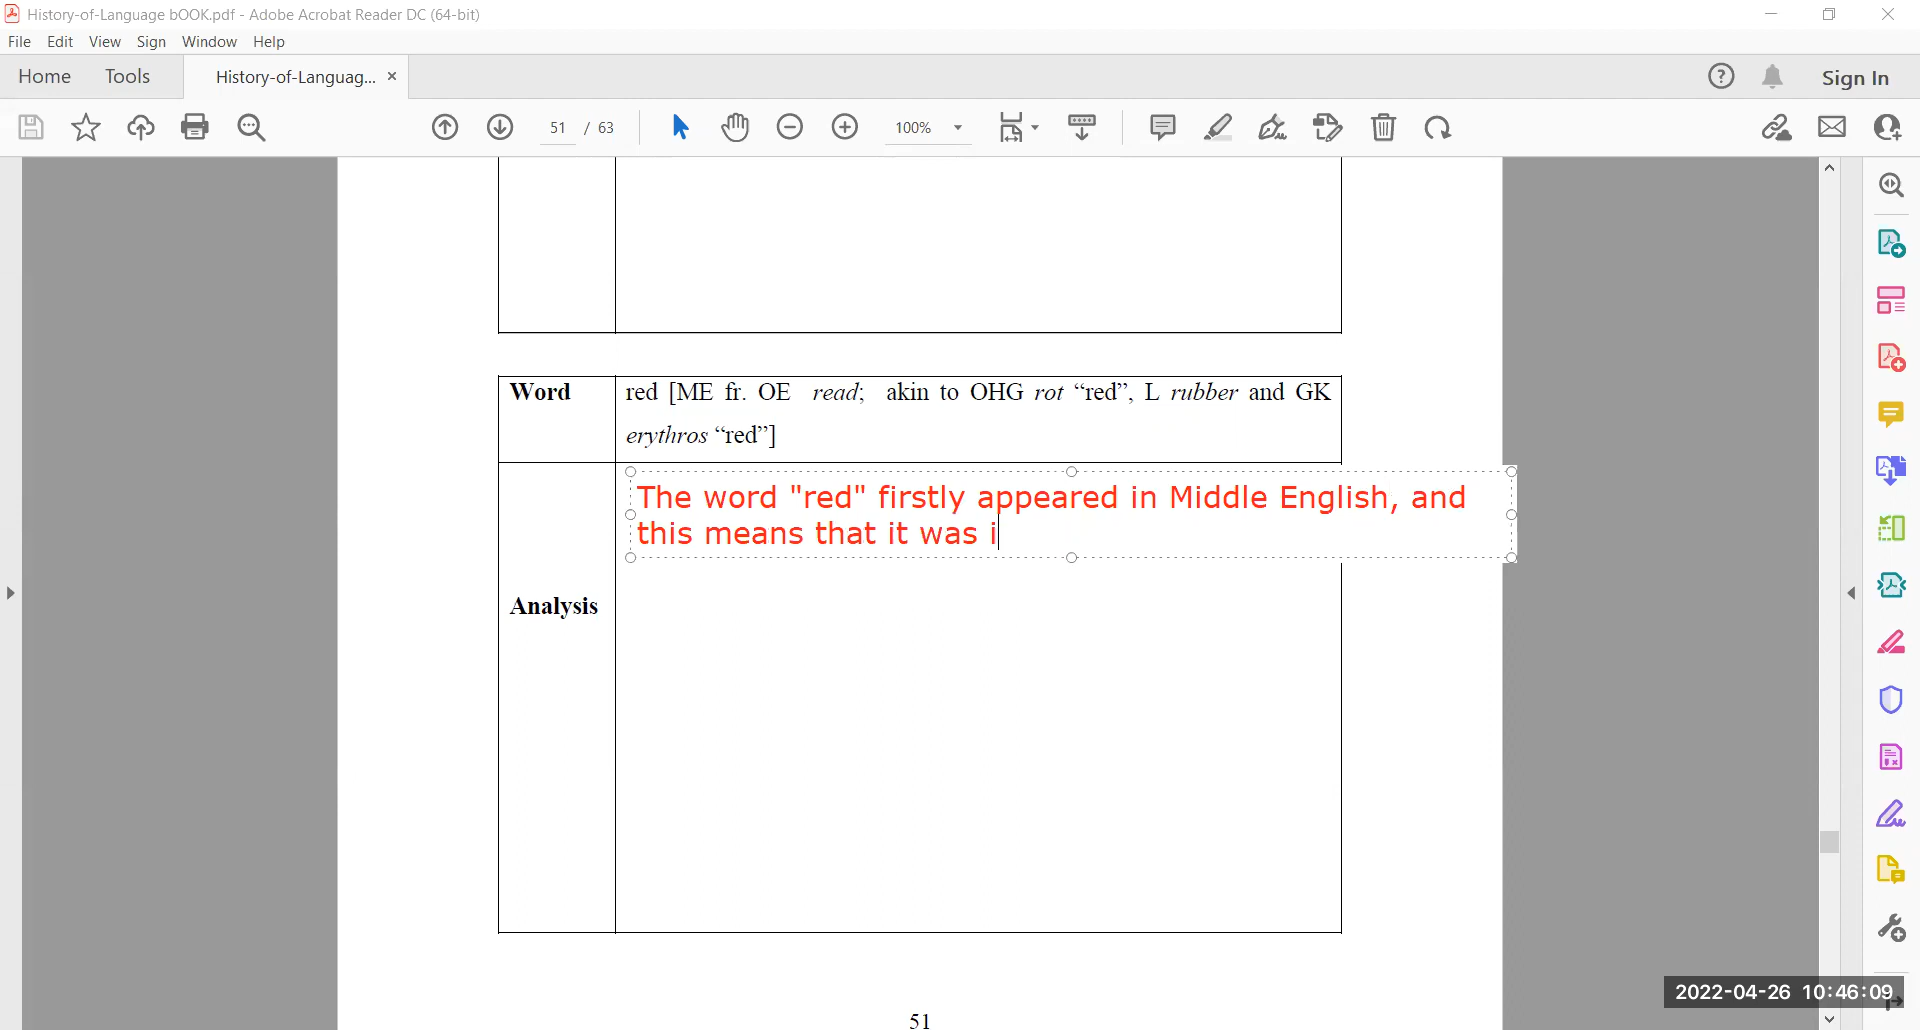 History-of-Language bOOK.pdf - Adobe Acrobat Reader DC (64-bit)
File Edit View Sign Window Help
Home Tools History-of-Languag... × Sign In
51 / 63 100%
Word red [ME fr. OE read; akin to OHG rot “red”, L rubber and GK
erythros “red”]
The word "red" firstly appeared in Middle English, and
this means that it was i
Analysis
2022-04-26 10:46:09
51